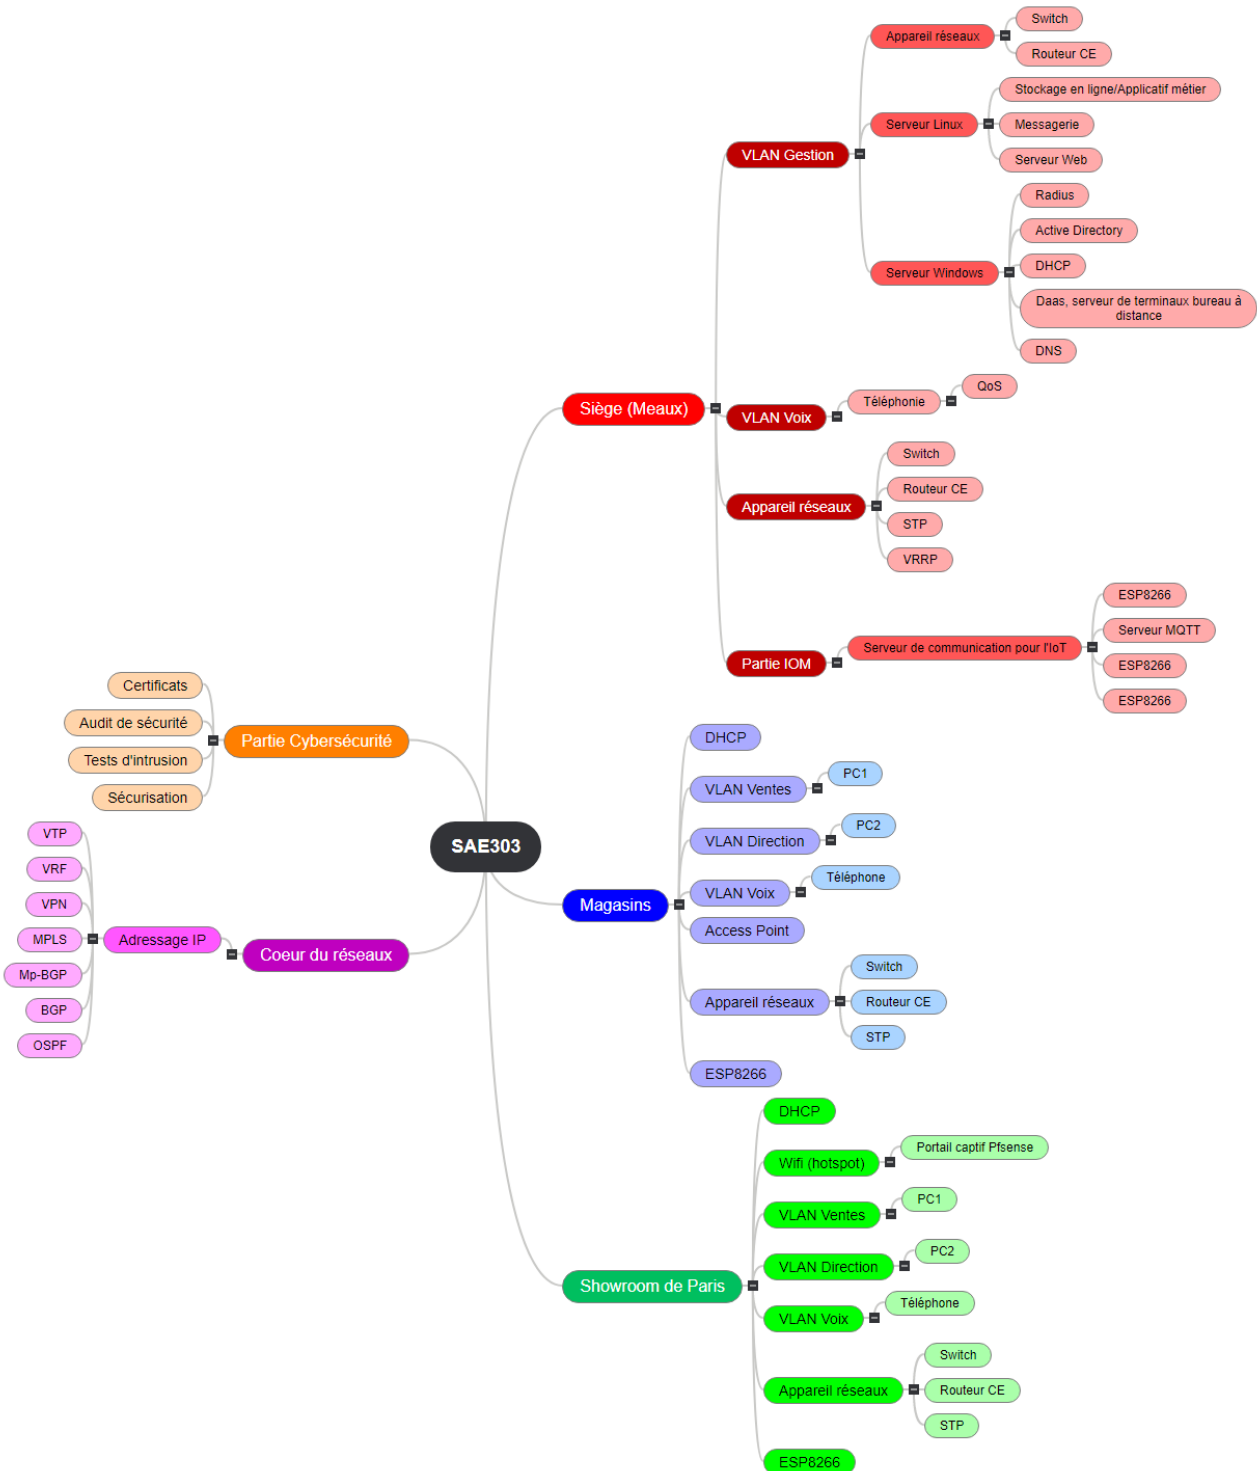 SAE303
Siège (Meaux)
VLAN Gestion
Appareil réseaux
Switch
Routeur CE
Serveur Linux
Stockage en ligne/Applicatif métier
Messagerie
Serveur Web
Serveur Windows
Radius
Active Directory
DHCP
Daas, serveur de terminaux bureau à
distance
DNS
VLAN Voix
Téléphonie
QoS
Appareil réseaux
Switch
Routeur CE
STP
VRRP
Partie IOM
Serveur de communication pour l'IoT
ESP8266
Serveur MQTT
ESP8266
ESP8266
Magasins
DHCP
VLAN Ventes
PC1
VLAN Direction
PC2
VLAN Voix
Téléphone
Access Point
Appareil réseaux
Switch
Routeur CE
STP
ESP8266
Showroom de Paris
DHCP
Wifi (hotspot)
Portail captif Pfsense
VLAN Ventes
PC1
VLAN Direction
PC2
VLAN Voix
Téléphone
Appareil réseaux
Switch
Routeur CE
STP
ESP8266
Partie Cybersécurité
Certificats
Audit de sécurité
Tests d'intrusion
Sécurisation
Coeur du réseaux
Adressage IP
VTP
VRF
VPN
MPLS
Mp-BGP
BGP
OSPF